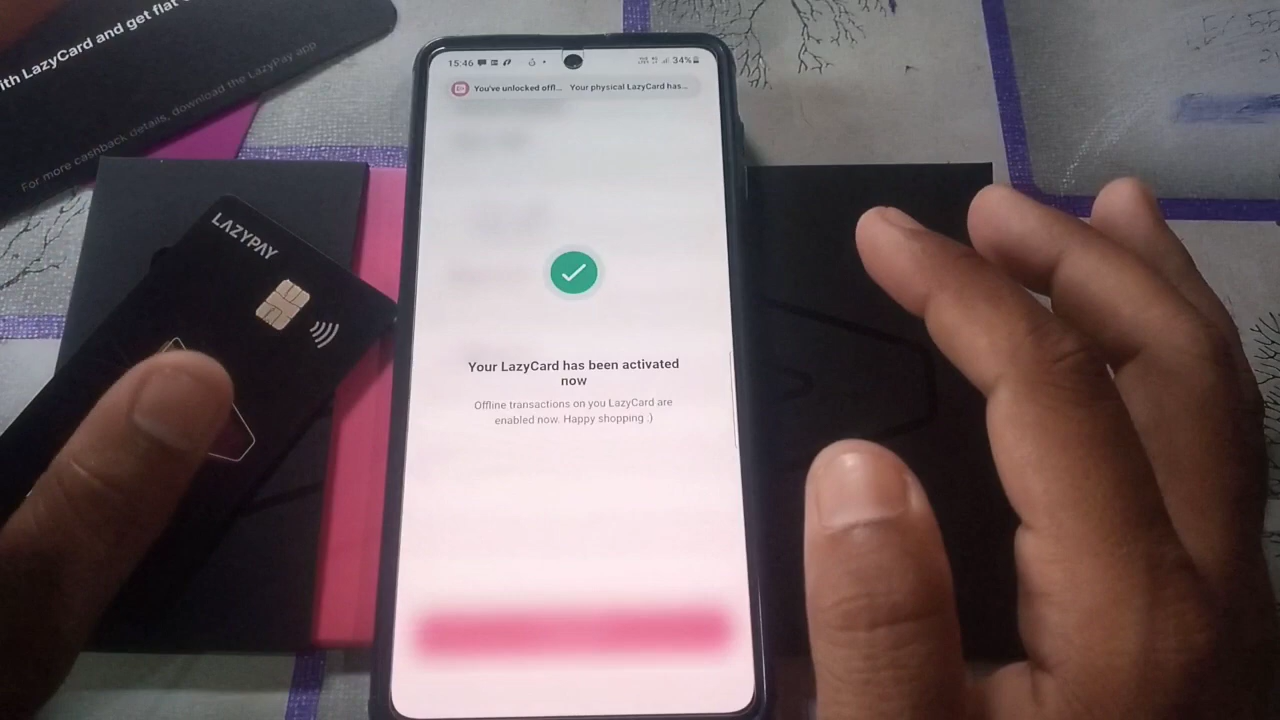 ith LazyCard and get flat
For more cashback details, download the LazyPay app
LAZYPAY
15:46
34%
You've unlocked offl... Your physical LazyCard has...
Your LazyCard has been activated
now
Offline transactions on you LazyCard are
enabled now. Happy shopping :)